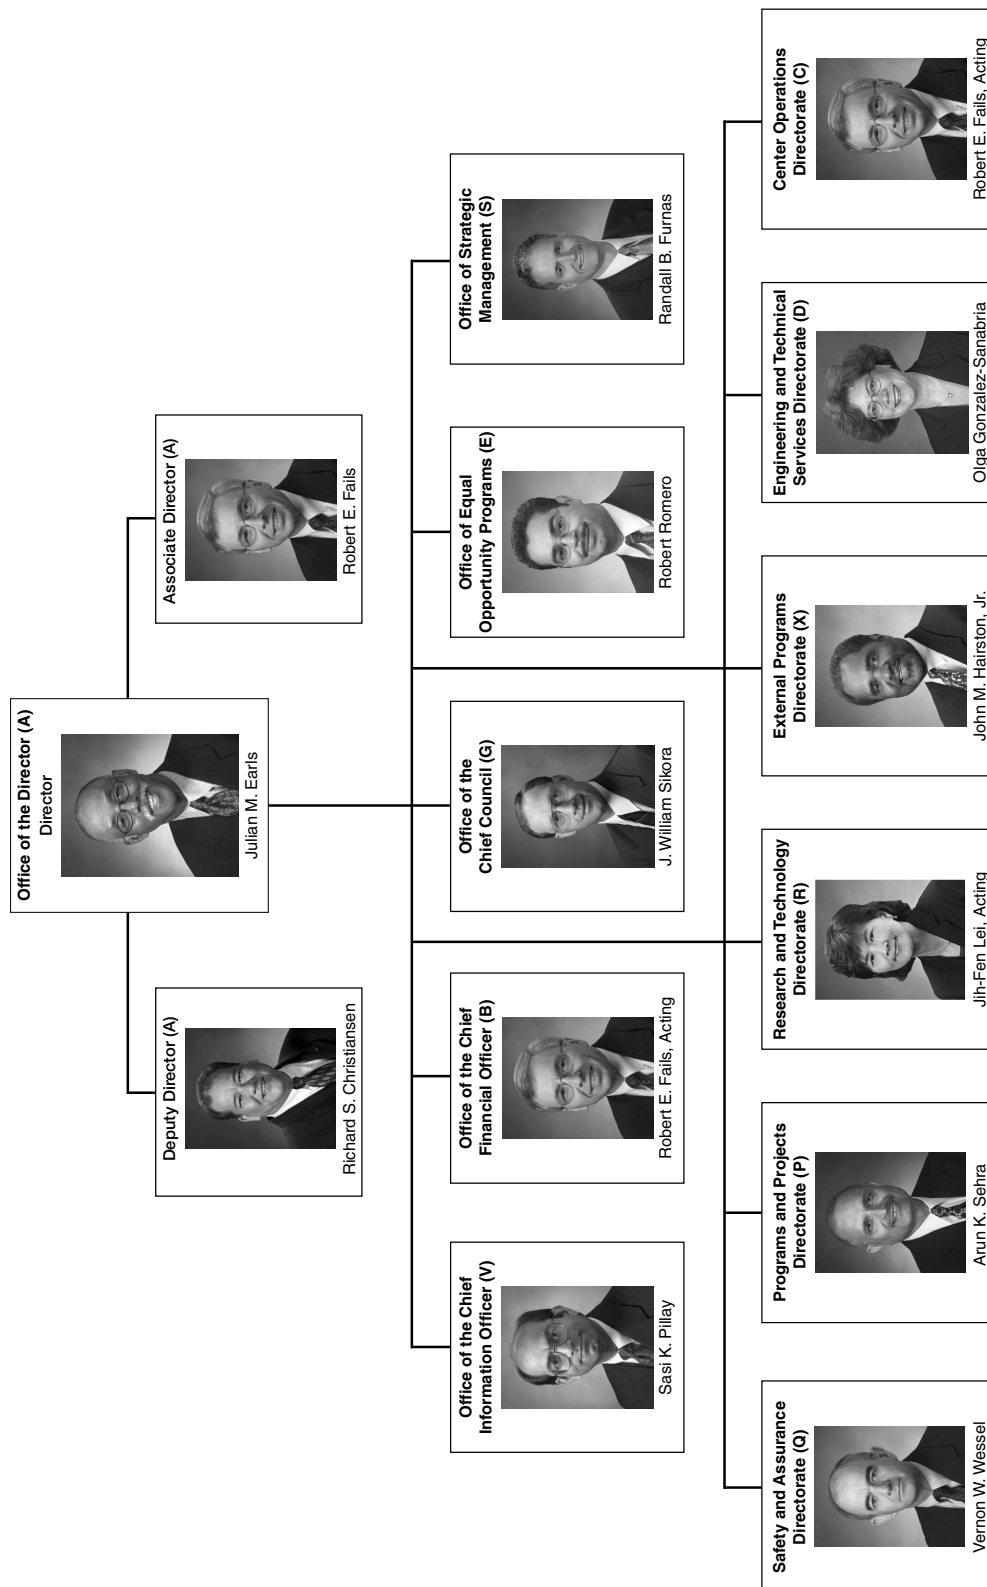 Office of the Director (A)
Director
Julian M. Earls
Deputy Director (A)
Richard S. Christiansen
Associate Director (A)
Robert E. Fails
Office of the Chief
Information Officer (V)
Sasi K. Pillay
Office of the Chief
Financial Officer (B)
Robert E. Fails, Acting
Office of the
Chief Council (G)
J. William Sikora
Office of Equal
Opportunity Programs (E)
Robert Romero
Office of Strategic
Management (S)
Randall B. Furnas
Safety and Assurance
Directorate (Q)
Vernon W. Wessel
Programs and Projects
Directorate (P)
Arun K. Sehra
Research and Technology
Directorate (R)
Jih-Fen Lei, Acting
External Programs
Directorate (X)
John M. Hairston, Jr.
Engineering and Technical
Services Directorate (D)
Olga Gonzalez-Sanabria
Center Operations
Directorate (C)
Robert E. Fails, Acting